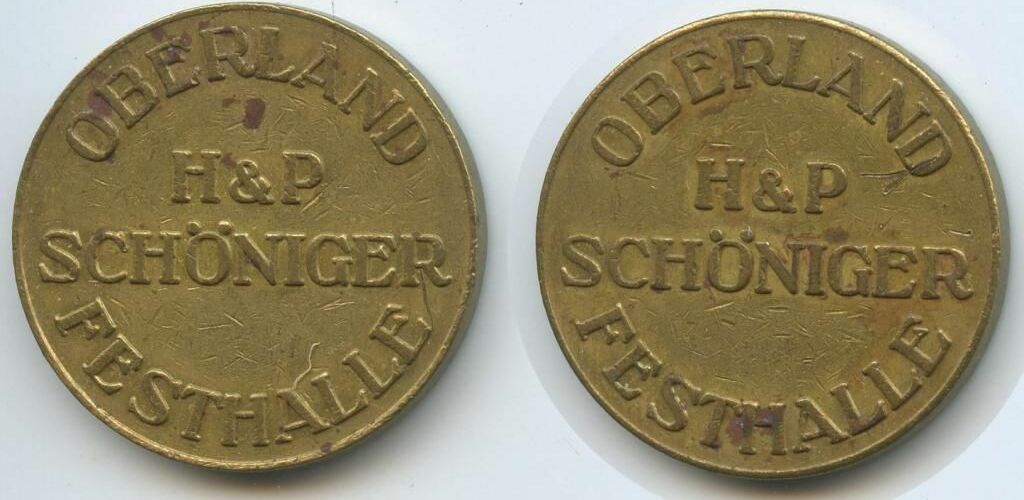 OBERLAND
H & P
SCHÖNIGER
FESTHALLE
OBERLAND
H & P
SCHÖNIGER
FESTHALLE